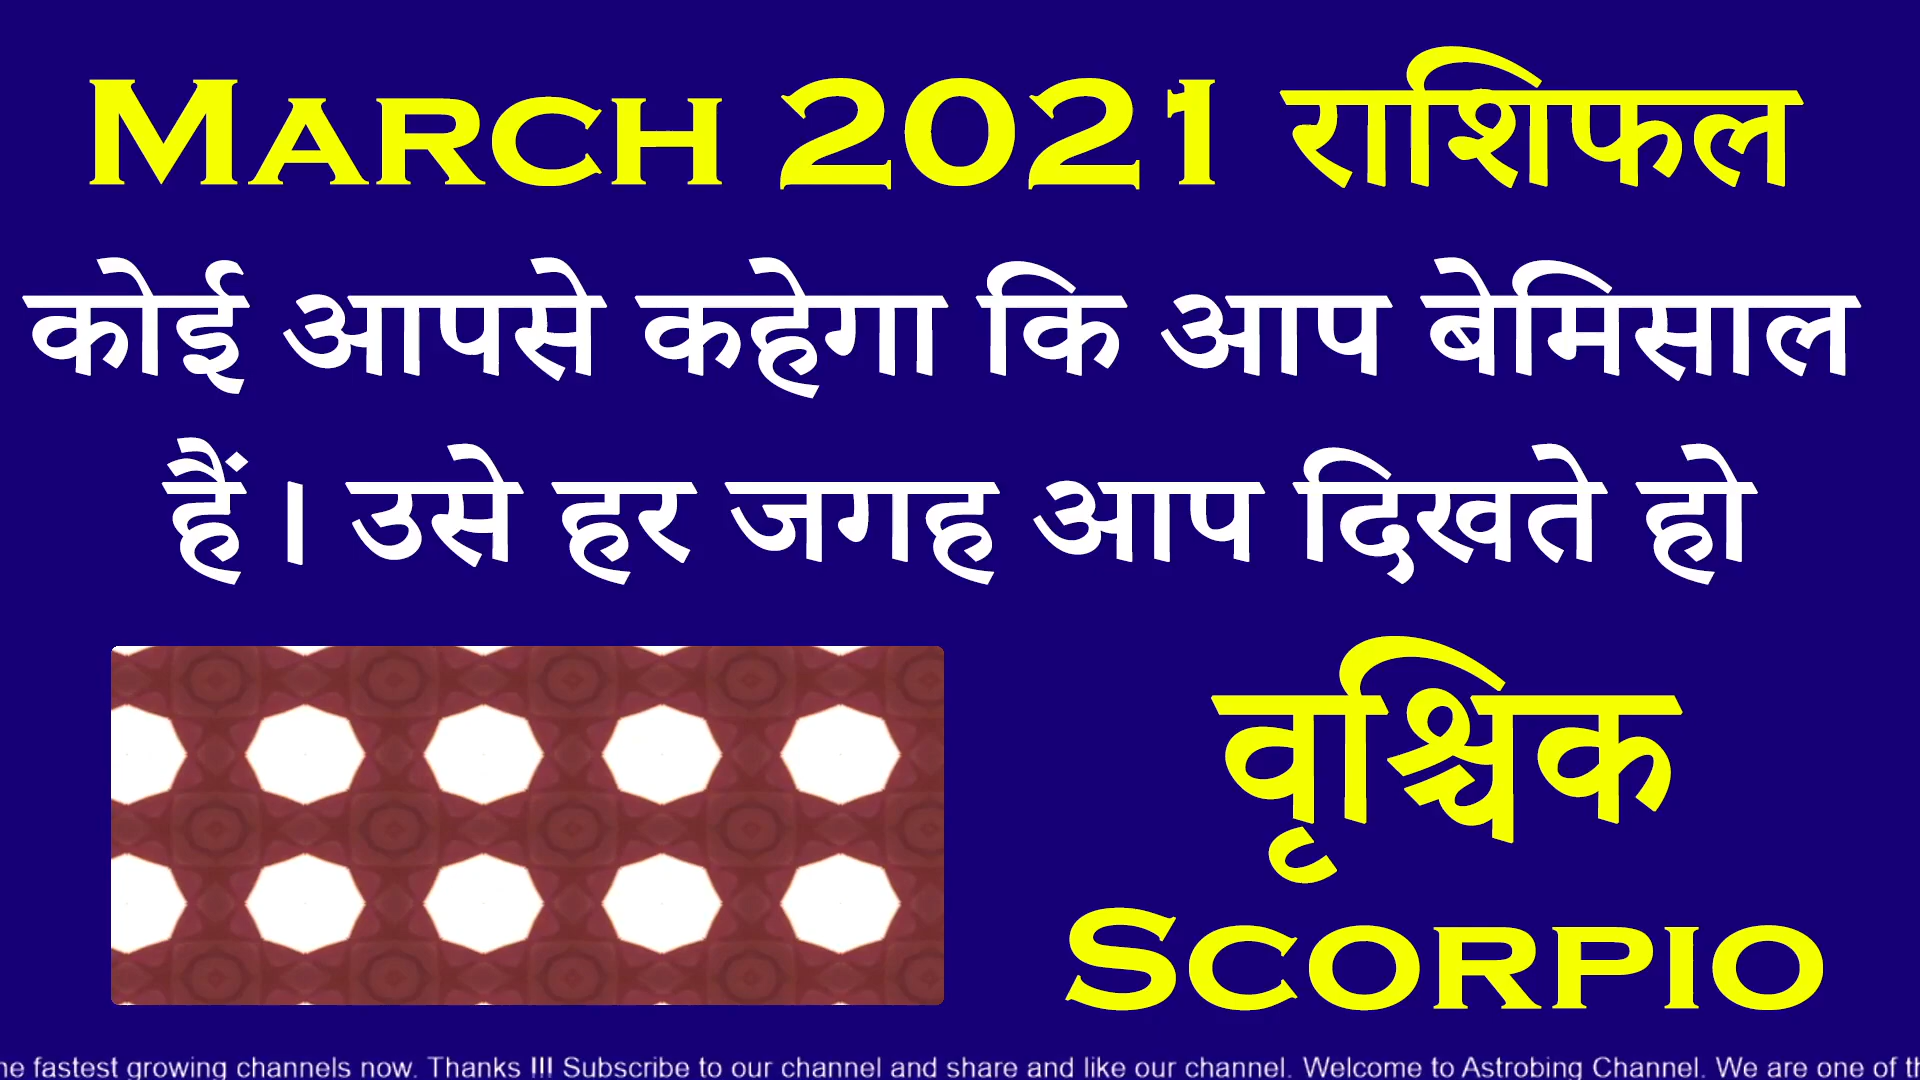 MARCH 2021 राशिफल
कोई आपसे कहेगा कि आप बेमिसाल
हैं । उसे हर जगह आप दिखते हो
वृश्चिक
SCORPIO
fastest growing channels now. Thanks !!! Subscribe to our channel and share and like our channel. Welcome to Astrobing Channel. We are one of